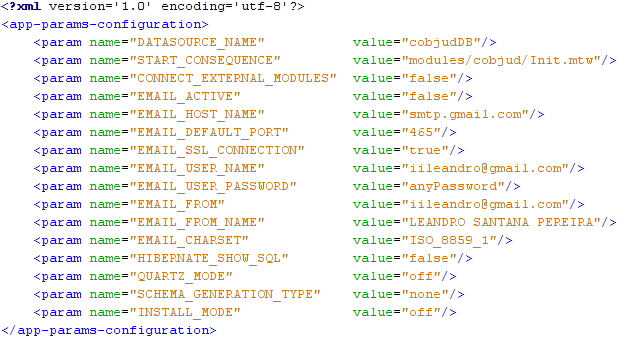 <?xml version='1.0' encoding='utf-8'?>
<app-params-configuration>
    <param name="DATASOURCE_NAME"           value="cobjudDB"/>
    <param name="START_CONSEQUENCE"         value="modules/cobjud/Init.mtw"/>
    <param name="CONNECT_EXTERNAL_MODULES"  value="false"/>
    <param name="EMAIL_ACTIVE"              value="false"/>
    <param name="EMAIL_HOST_NAME"           value="smtp.gmail.com"/>
    <param name="EMAIL_DEFAULT_PORT"        value="465"/>
    <param name="EMAIL_SSL_CONNECTION"      value="true"/>
    <param name="EMAIL_USER_NAME"           value="iileandro@gmail.com"/>
    <param name="EMAIL_USER_PASSWORD"       value="anyPassword"/>
    <param name="EMAIL_FROM"                value="iileandro@gmail.com"/>
    <param name="EMAIL_FROM_NAME"           value="LEANDRO SANTANA PEREIRA"/>
    <param name="EMAIL_CHARSET"             value="ISO_8859_1"/>
    <param name="HIBERNATE_SHOW_SQL"        value="false"/>
    <param name="QUARTZ_MODE"               value="off"/>
    <param name="SCHEMA_GENERATION_TYPE"    value="none"/>
    <param name="INSTALL_MODE"              value="off"/>
</app-params-configuration>